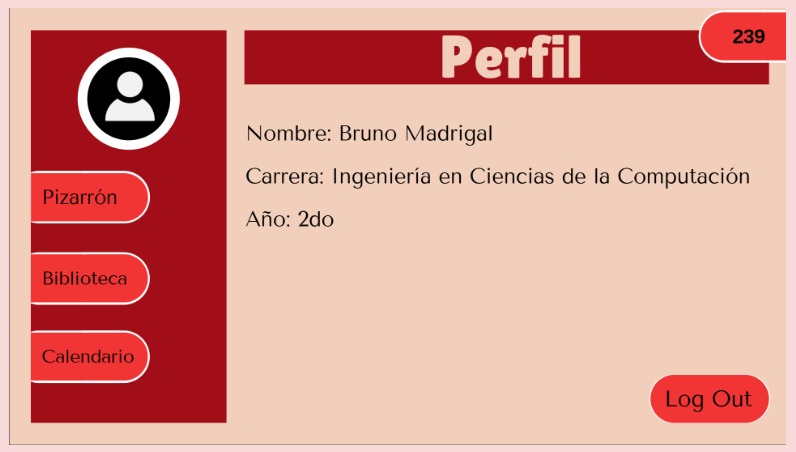 Perfil
239
Nombre: Bruno Madrigal
Carrera: Ingeniería en Ciencias de la Computación
Año: 2do
Pizarrón
Biblioteca
Calendario
Log Out